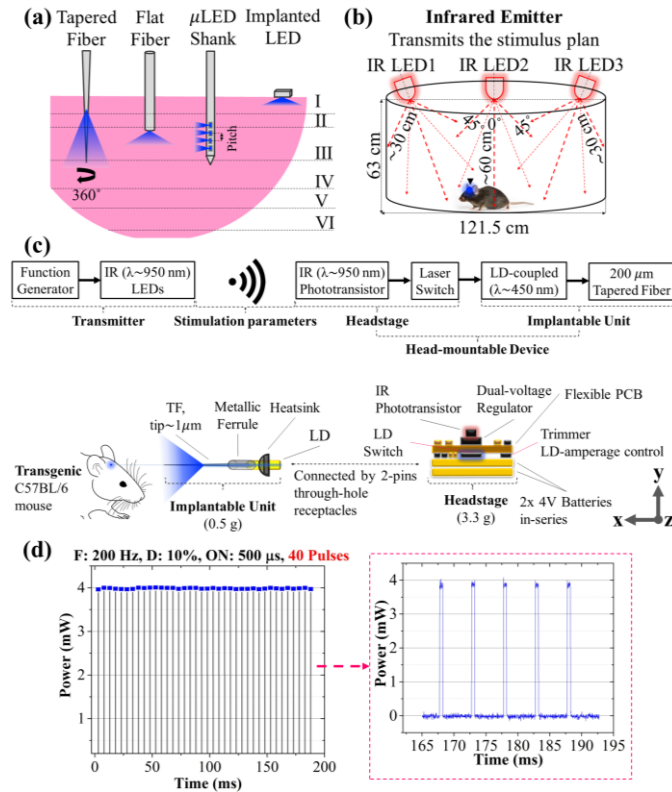 (a)
Tapered
Fiber
Flat
Fiber
μLED
Shank
Implanted
LED
I
II
III
IV
V
VI
Pitch
360°
(b)
Infrared Emitter
Transmits the stimulus plan
IR LED1
IR LED2
IR LED3
45°
0°
45°
~30 cm
~60 cm
~30 cm
63 cm
121.5 cm
(c)
Function
Generator
IR (λ~950 nm)
LEDs
IR (λ~950 nm)
Phototransistor
Laser
Switch
LD-coupled
(λ~450 nm)
200 μm
Tapered Fiber
Transmitter
Stimulation parameters
Headstage
Implantable Unit
Head-mountable Device
TF,
tip~1μm
Metallic
Ferrule
Heatsink
LD
IR
Phototransistor
Dual-voltage
Regulator
Flexible PCB
LD
Switch
Trimmer
LD-amperage control
Transgenic
C57BL/6
mouse
Implantable Unit
(0.5 g)
Connected by 2-pins
through-hole
receptacles
Headstage
(3.3 g)
2x 4V Batteries
in-series
y
x
z
(d)
F: 200 Hz, D: 10%, ON: 500 μs, 40 Pulses
Power (mW)
4
3
2
1
0
50
100
150
200
Time (ms)
Power (mW)
4
3
2
1
0
165
170
175
180
185
190
195
Time (ms)